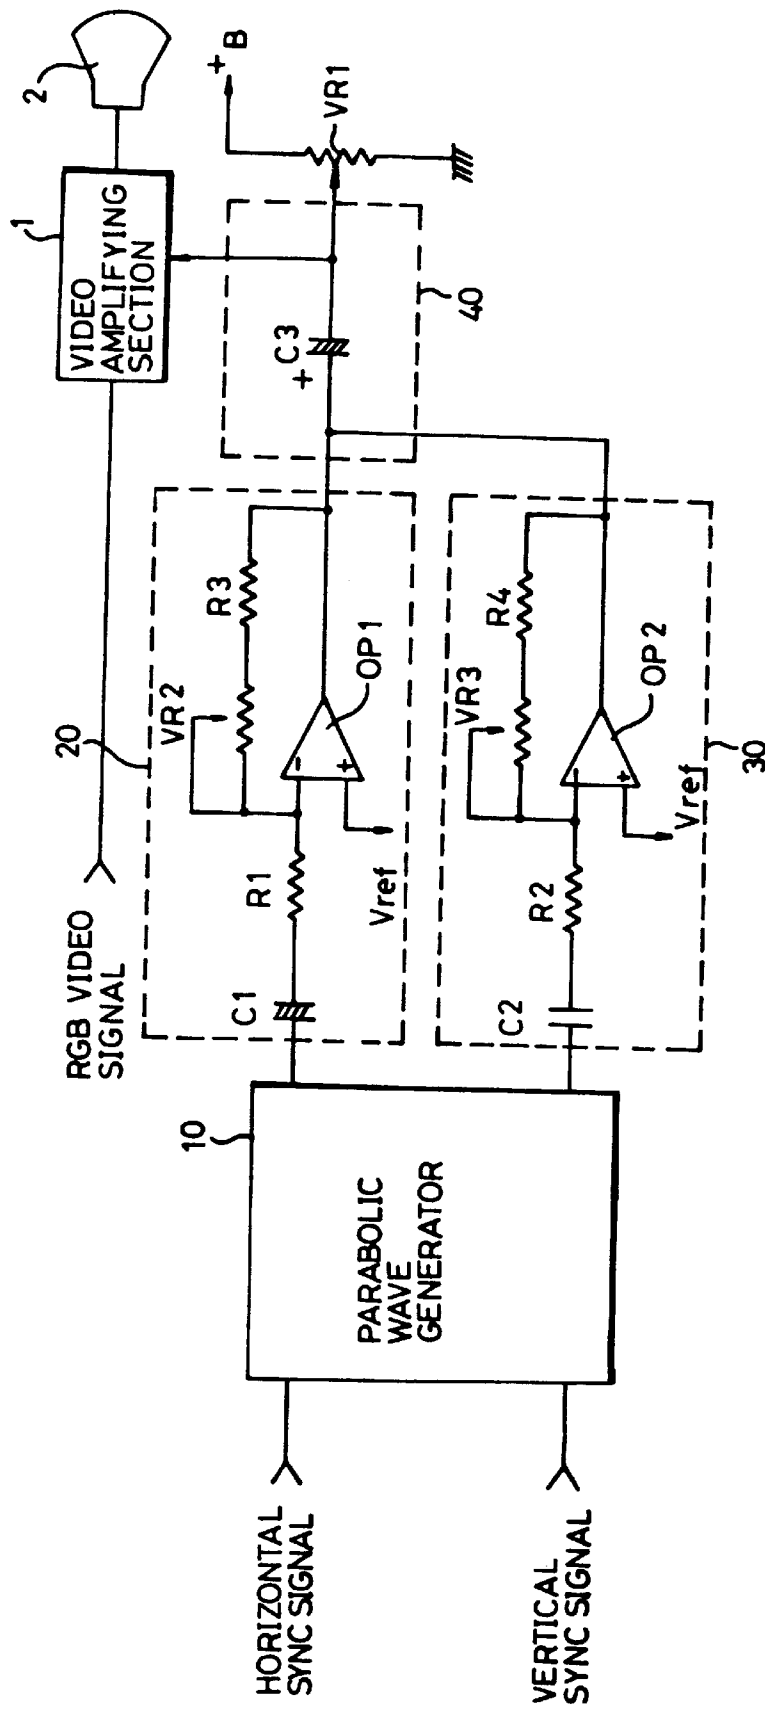 2
1
VIDEO
AMPLIFYING
SECTION
+B
VR1
40
C3
+
RGB VIDEO
SIGNAL
20
VR2
R3
OP1
−
+
R1
C1
Vref
30
VR3
R4
OP2
−
+
R2
C2
Vref
10
PARABOLIC
WAVE
GENERATOR
HORIZONTAL
SYNC SIGNAL
VERTICAL
SYNC SIGNAL